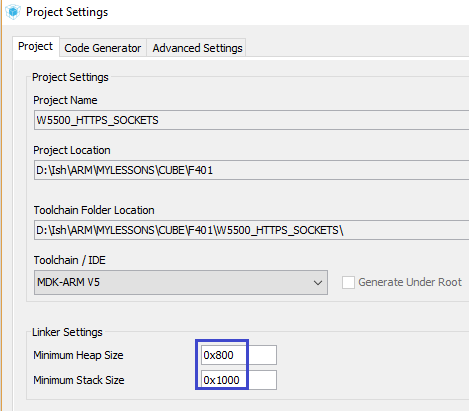 Project Settings
Project Code Generator Advanced Settings
Project Settings
Project Name
W5500_HTTPS_SOCKETS
Project Location
D:\Ish\ARM\MYLESSONS\CUBE\F401
Toolchain Folder Location
D:\Ish\ARM\MYLESSONS\CUBE\F401\W5500_HTTPS_SOCKETS\
Toolchain / IDE
MDK-ARM V5 Generate Under Root
Linker Settings
Minimum Heap Size 0x800
Minimum Stack Size 0x1000